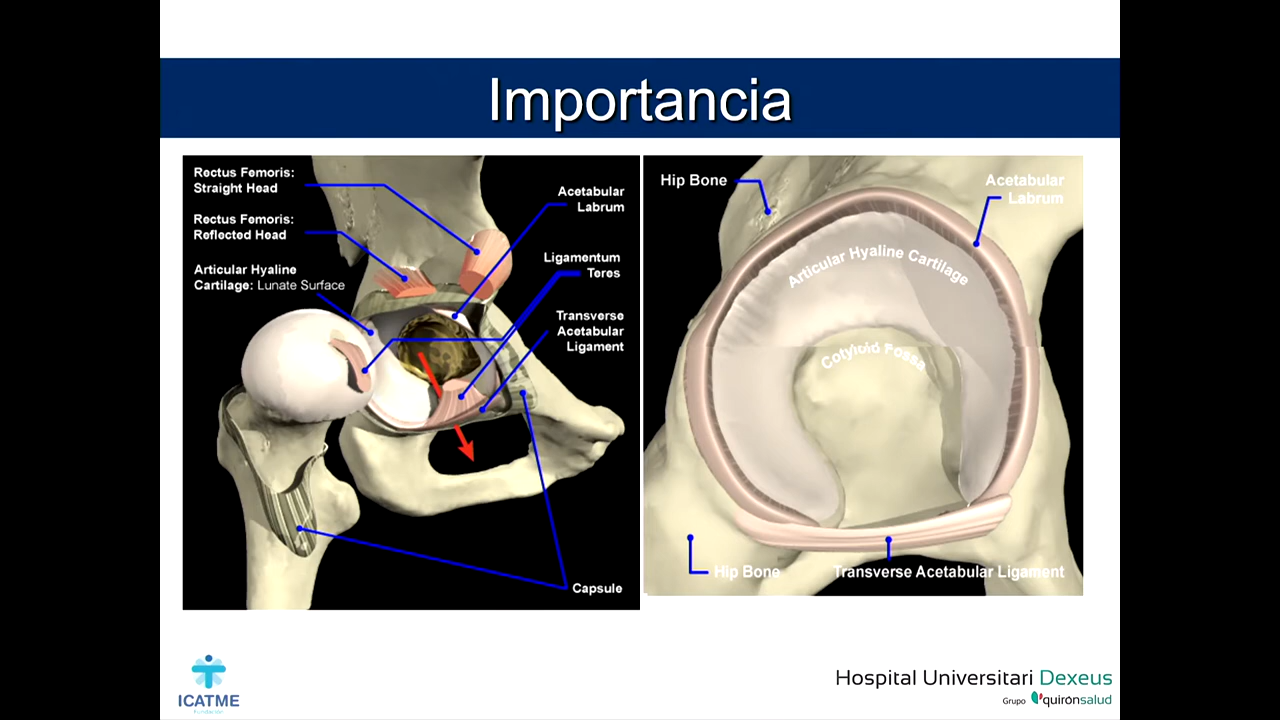 Importancia
Rectus Femoris:
Straight Head
Rectus Femoris:
Reflected Head
Articular Hyaline
Cartilage: Lunate Surface
Acetabular
Labrum
Ligamentum
Teres
Transverse
Acetabular
Ligament
Capsule
Hip Bone
Acetabular
Labrum
Articular Hyaline Cartilage
Cotyloid Fossa
Hip Bone
Transverse Acetabular Ligament
ICATME
Fundación
Hospital Universitari Dexeus
Grupo quirónsalud